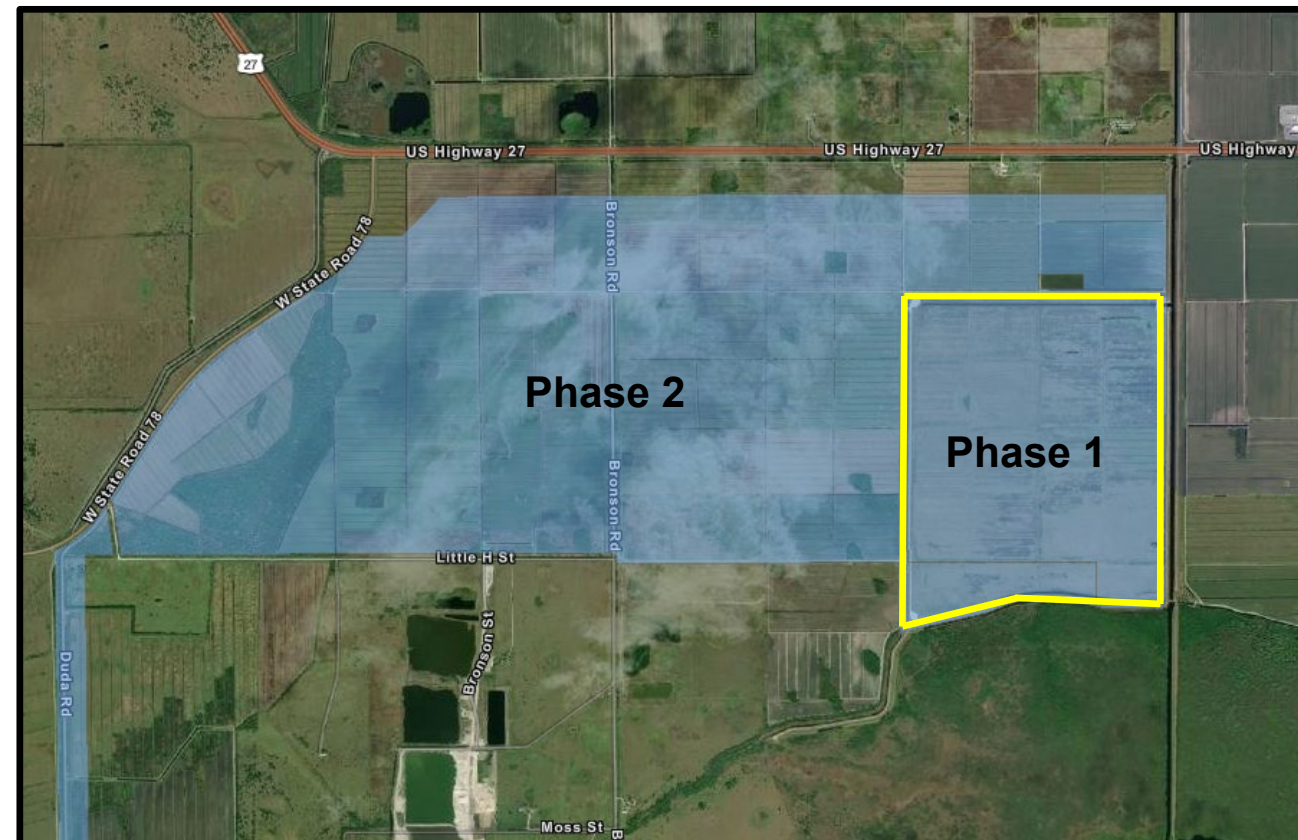 27
US Highway 27
US Highway 27
US Highway
Bronson Rd
W State Road 78
Phase 2
Phase 1
W State Road 78
Bronson Rd
Little H St
Bronson St
Duda Rd
Moss St
B